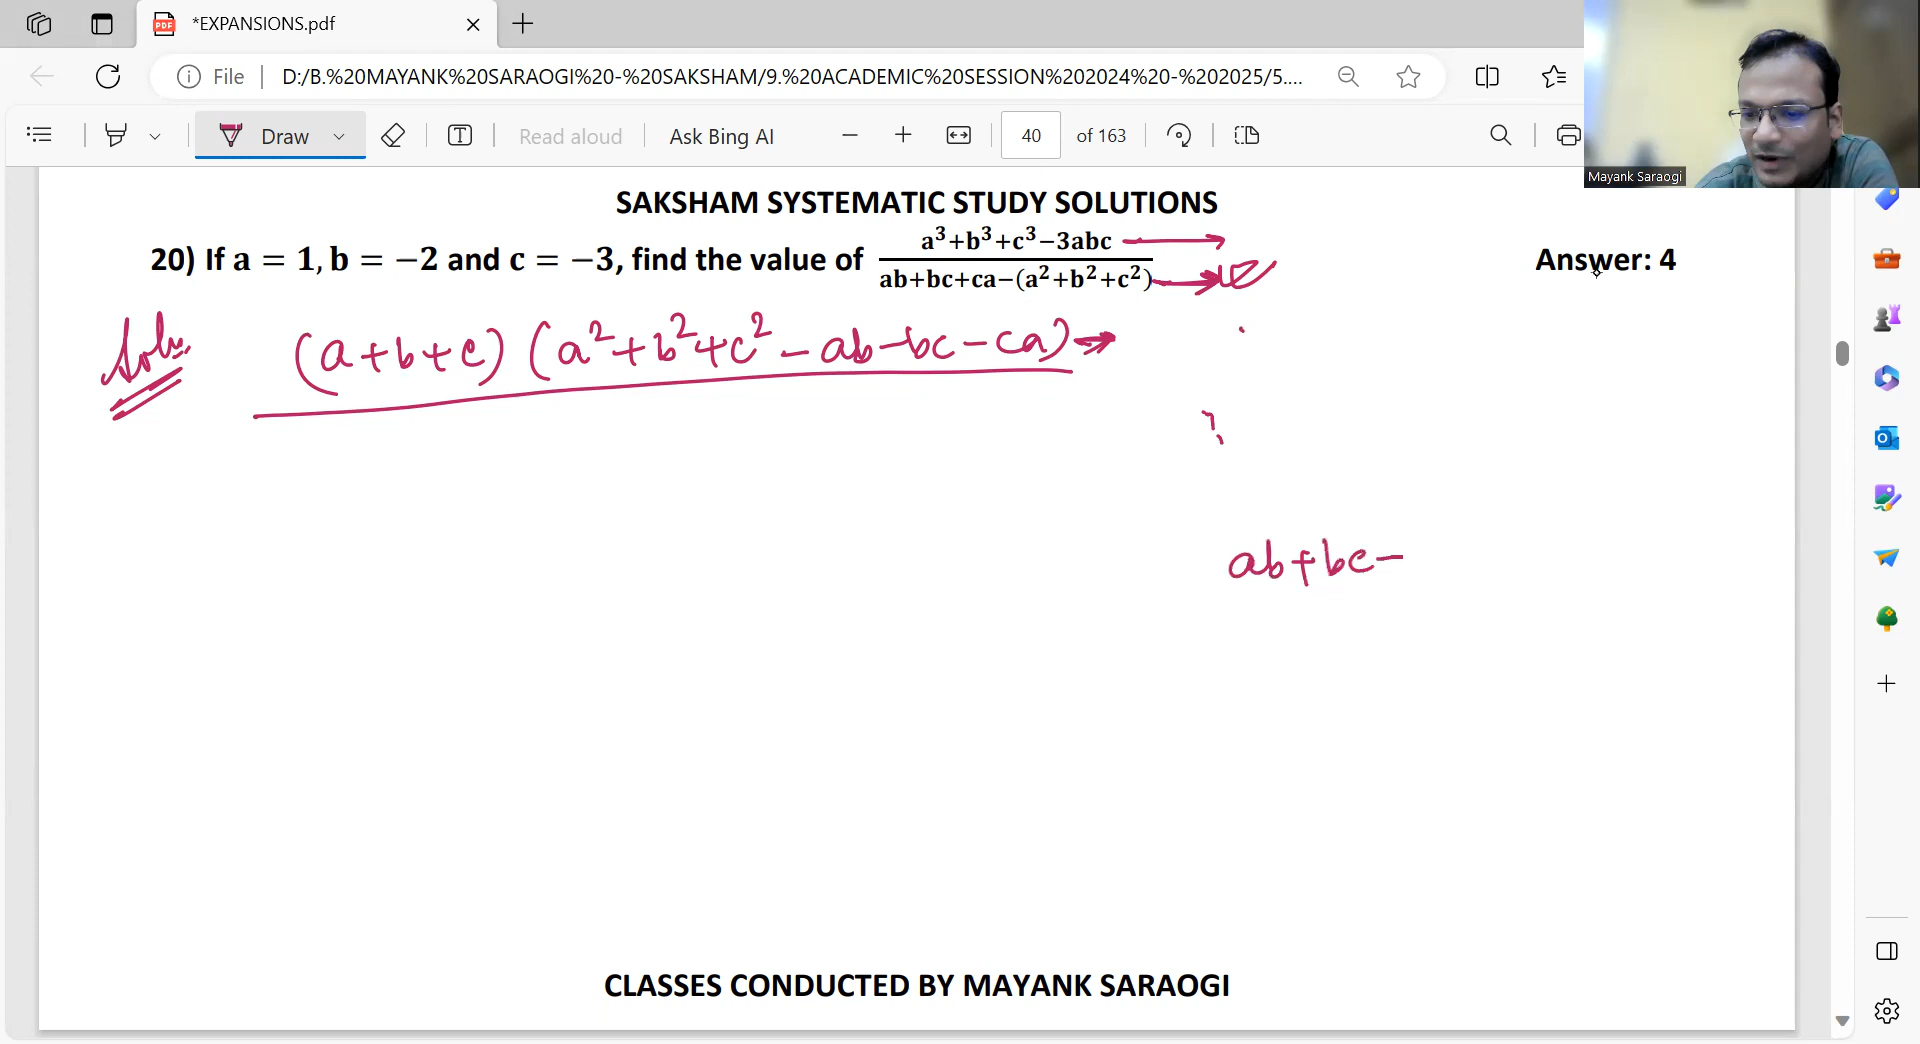 *EXPANSIONS.pdf
File
D:/B.%20MAYANK%20SARAOGI%20-%20SAKSHAM/9.%20ACADEMIC%20SESSION%202024%20-%202025/5....
Draw
Read aloud
Ask Bing AI
40 of 163
Mayank Saraogi
SAKSHAM SYSTEMATIC STUDY SOLUTIONS
20) If a = 1, b = −2 and c = −3, find the value of (a³+b³+c³−3abc)/(ab+bc+ca−(a²+b²+c²)) Answer: 4
Soln. (a+b+c)(a²+b²+c²−ab−bc−ca)
ab+bc−
CLASSES CONDUCTED BY MAYANK SARAOGI